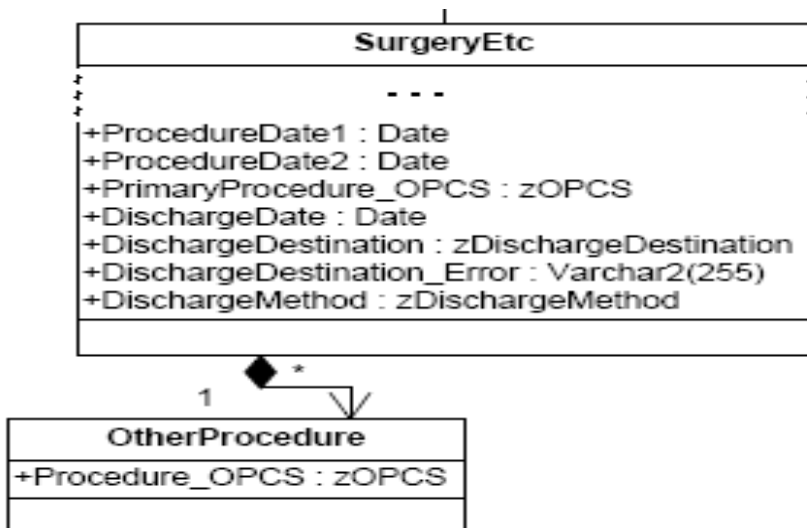 SurgeryEtc
- - -
+ProcedureDate1 : Date
+ProcedureDate2 : Date
+PrimaryProcedure_OPCS : zOPCS
+DischargeDate : Date
+DischargeDestination : zDischargeDestination
+DischargeDestination_Error : Varchar2(255)
+DischargeMethod : zDischargeMethod
*
1
OtherProcedure
+Procedure_OPCS : zOPCS